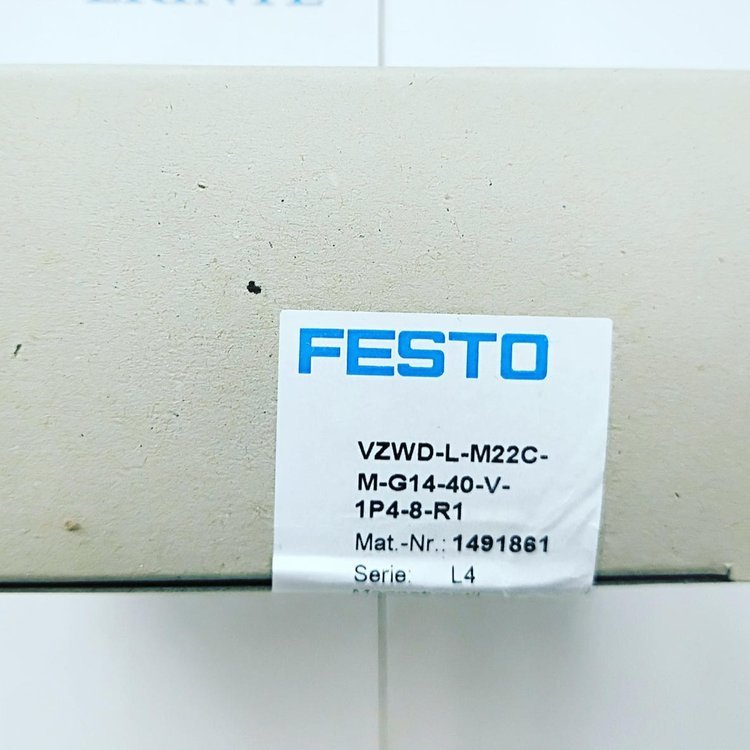 FESTO
VZWD-L-M22C-
M-G14-40-V-
1P4-8-R1
Mat.-Nr.: 1491861
Serie: L4